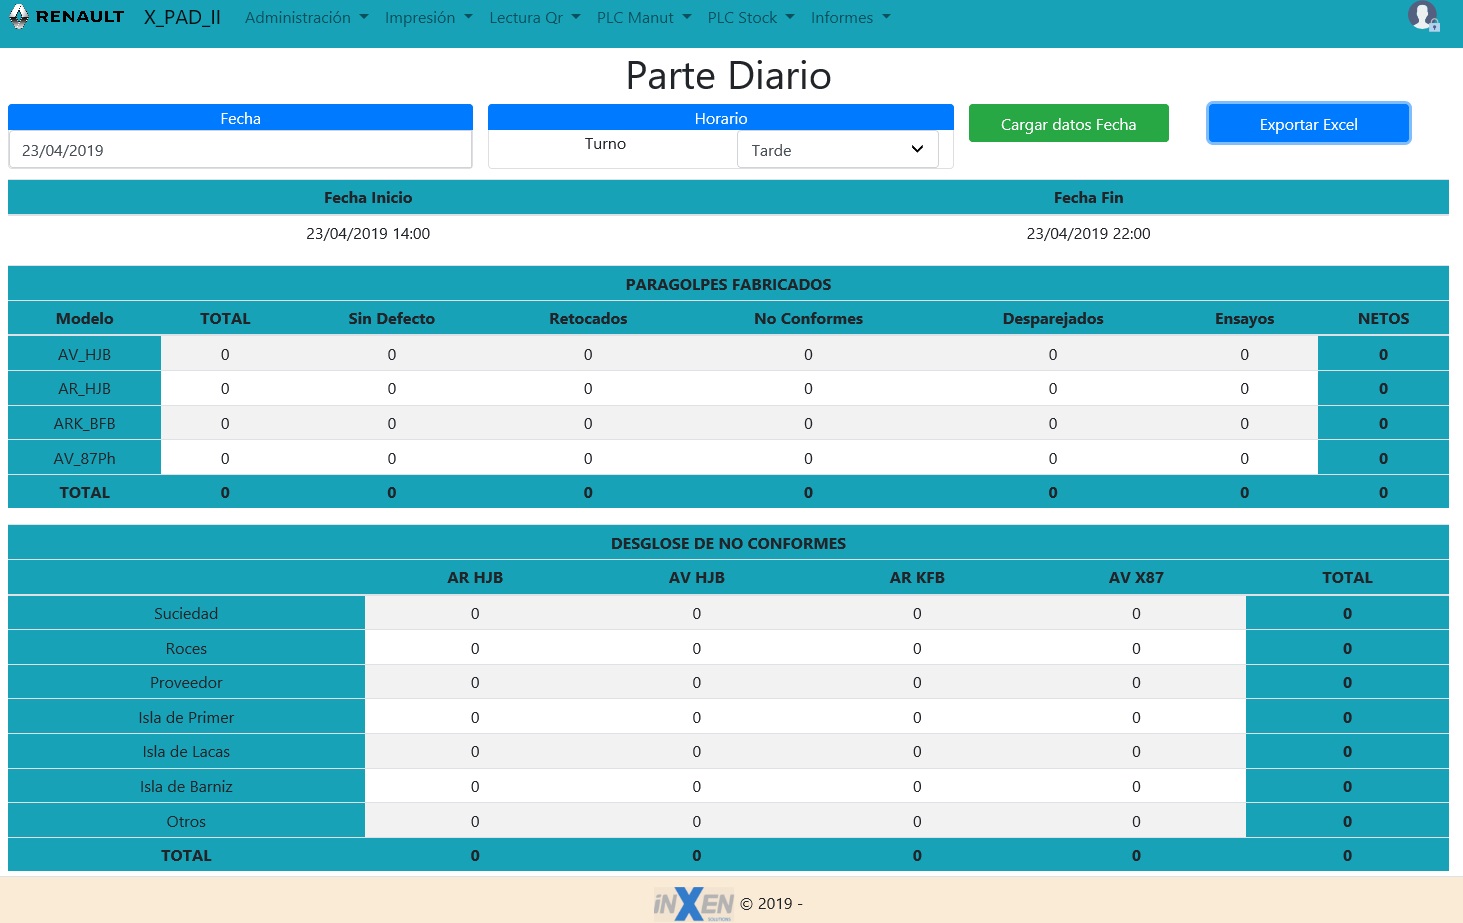 RENAULT X_PAD_II Administración Impresión Lectura Qr PLC Manut PLC Stock Informes
Parte Diario
Fecha Horario Cargar datos Fecha Exportar Excel
23/04/2019 Turno Tarde
Fecha Inicio Fecha Fin
23/04/2019 14:00 23/04/2019 22:00
PARAGOLPES FABRICADOS
Modelo TOTAL Sin Defecto Retocados No Conformes Desparejados Ensayos NETOS
AV_HJB 0 0 0 0 0 0 0
AR_HJB 0 0 0 0 0 0 0
ARK_BFB 0 0 0 0 0 0 0
AV_87Ph 0 0 0 0 0 0 0
TOTAL 0 0 0 0 0 0 0
DESGLOSE DE NO CONFORMES
AR HJB AV HJB AR KFB AV X87 TOTAL
Suciedad 0 0 0 0 0
Roces 0 0 0 0 0
Proveedor 0 0 0 0 0
Isla de Primer 0 0 0 0 0
Isla de Lacas 0 0 0 0 0
Isla de Barniz 0 0 0 0 0
Otros 0 0 0 0 0
TOTAL 0 0 0 0 0
iNXEN SOLUTIONS © 2019 -